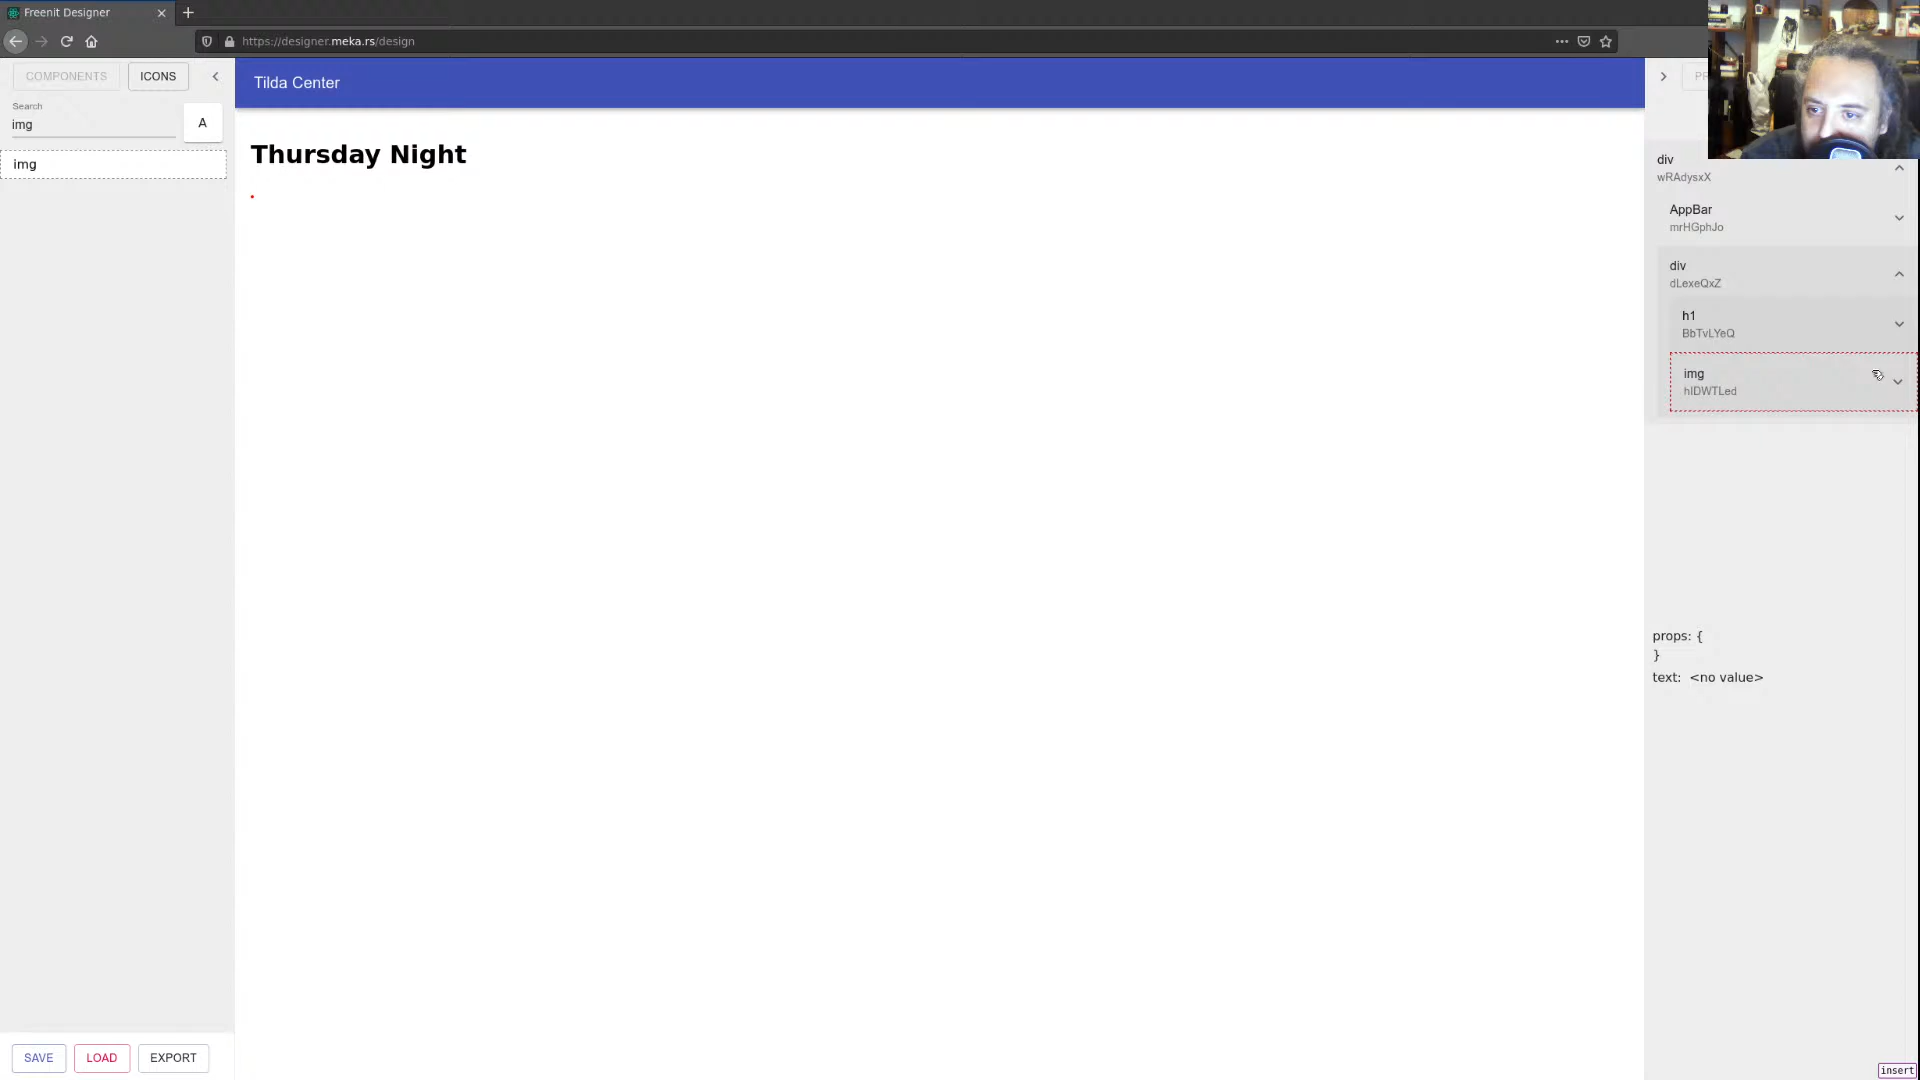 Freenit Designer
https://designer.meka.rs/design
COMPONENTS
ICONS
Search
img
A
img
Tilda Center
Thursday Night
div
wRAdysxX
AppBar
mrHGphJo
div
dLexeQxZ
h1
BbTvLYeQ
img
hIDWTLed
props: {
}
text: <no value>
SAVE
LOAD
EXPORT
insert